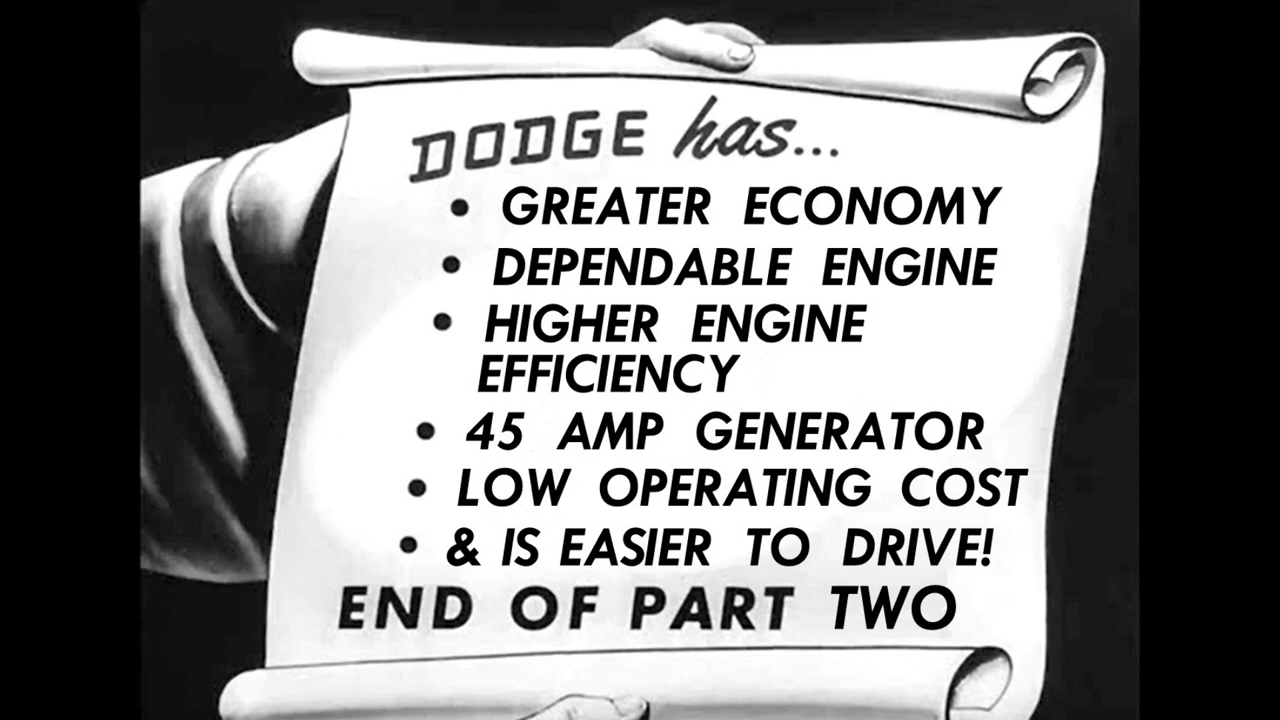 DODGE has...
• GREATER ECONOMY
• DEPENDABLE ENGINE
• HIGHER ENGINE
EFFICIENCY
• 45 AMP GENERATOR
• LOW OPERATING COST
• & IS EASIER TO DRIVE!
END OF PART TWO